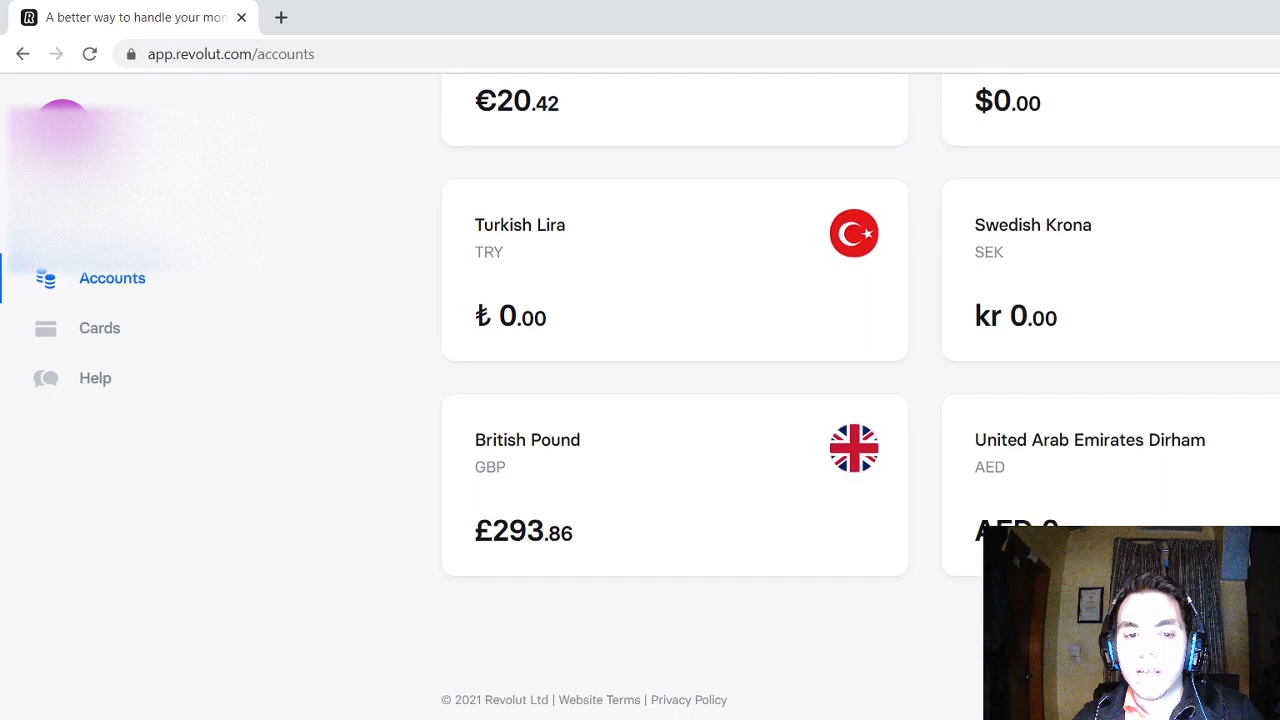 A better way to handle your mon
app.revolut.com/accounts
€20.42
$0.00
Turkish Lira
TRY
₺ 0.00
Swedish Krona
SEK
kr 0.00
Accounts
Cards
Help
British Pound
GBP
£293.86
United Arab Emirates Dirham
AED
AED 0
© 2021 Revolut Ltd | Website Terms | Privacy Policy